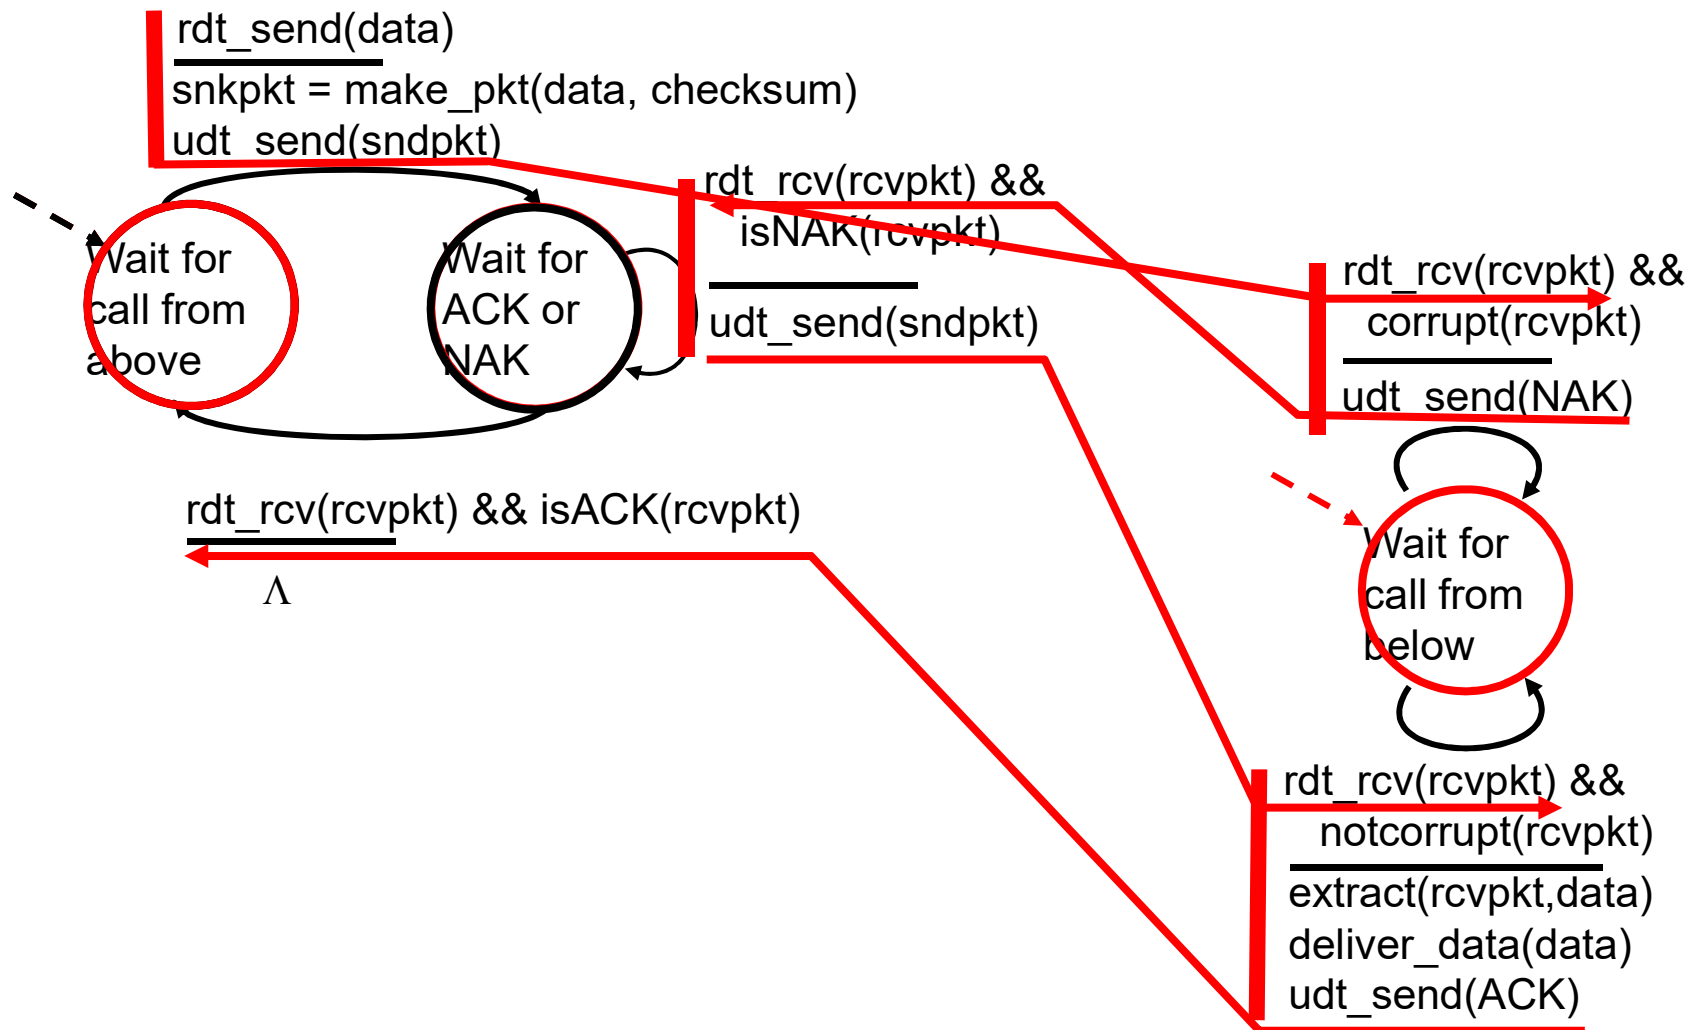 rdt_send(data)
snkpkt = make_pkt(data, checksum)
udt_send(sndpkt)
rdt_rcv(rcvpkt) &&
isNAK(rcvpkt)
udt_send(sndpkt)
Wait for
call from
above
Wait for
ACK or
NAK
rdt_rcv(rcvpkt) && isACK(rcvpkt)
Λ
rdt_rcv(rcvpkt) &&
corrupt(rcvpkt)
udt_send(NAK)
Wait for
call from
below
rdt_rcv(rcvpkt) &&
notcorrupt(rcvpkt)
extract(rcvpkt,data)
deliver_data(data)
udt_send(ACK)